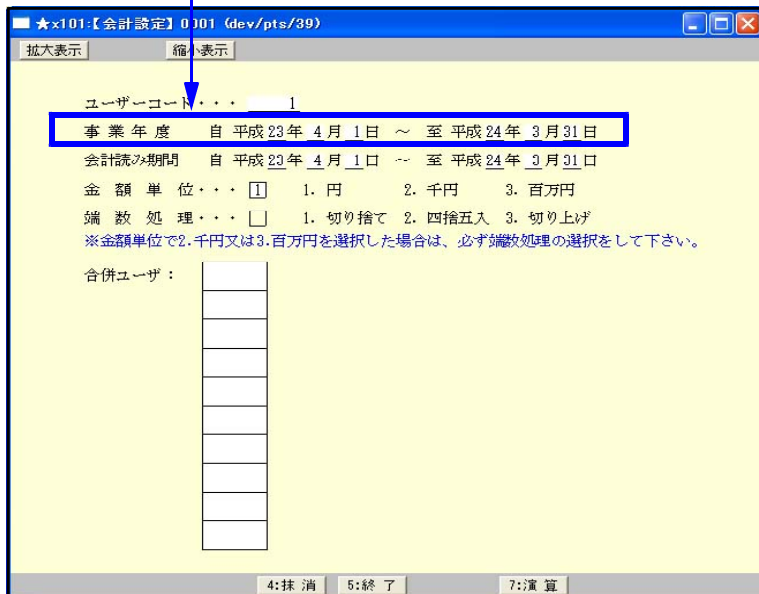 ★x101:【会計設定】0001 (dev/pts/39)
拡大表示 縮小表示
ユーザーコード・・・ 1
事業年度 自 平成 23年 4月 1日 ～ 至 平成 24年 3月 31日
会計読み期間 自 平成 23年 4月 1日 ～ 至 平成 24年 3月 31日
金額単位・・・ 1 1. 円 2. 千円 3. 百万円
端数処理・・・ 1. 切り捨て 2. 四捨五入 3. 切り上げ
※金額単位で2.千円又は3.百万円を選択した場合は、必ず端数処理の選択をして下さい。
合併ユーザ：
4:抹 消 5:終 了 7:演 算